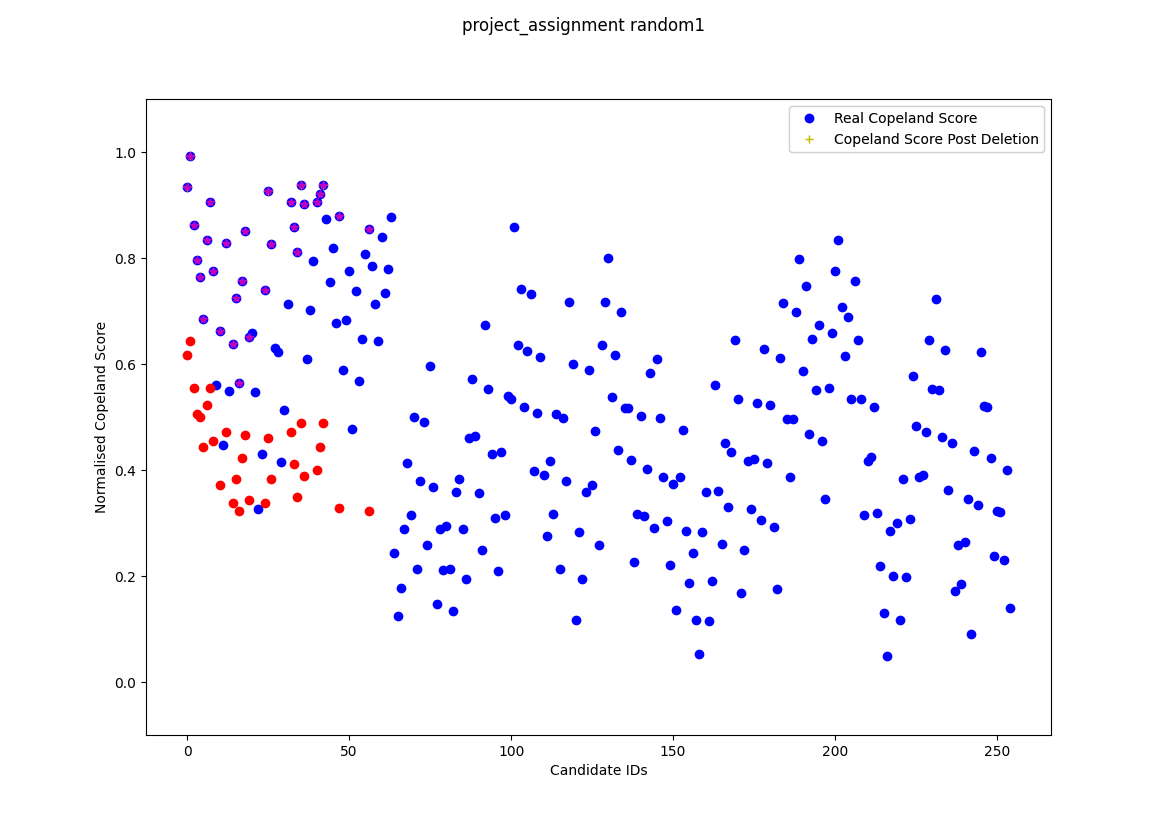 project_assignment random1
Real Copeland Score
Copeland Score Post Deletion
1.0
0.8
0.6
0.4
0.2
0.0
Normalised Copeland Score
0 50 100 150 200 250
Candidate IDs